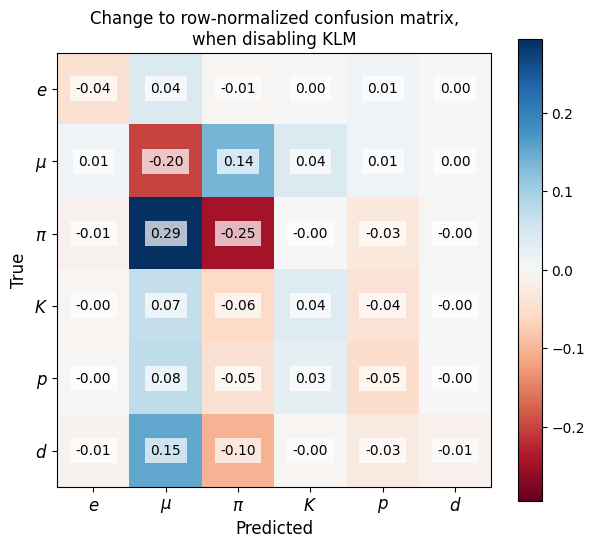 Change to row-normalized confusion matrix,
when disabling KLM
e -0.04 0.04 -0.01 0.00 0.01 0.00
μ 0.01 -0.20 0.14 0.04 0.01 0.00
π -0.01 0.29 -0.25 -0.00 -0.03 -0.00
K -0.00 0.07 -0.06 0.04 -0.04 -0.00
p -0.00 0.08 -0.05 0.03 -0.05 -0.00
d -0.01 0.15 -0.10 -0.00 -0.03 -0.01
e μ π K p d
True
Predicted
0.2
0.1
0.0
−0.1
−0.2